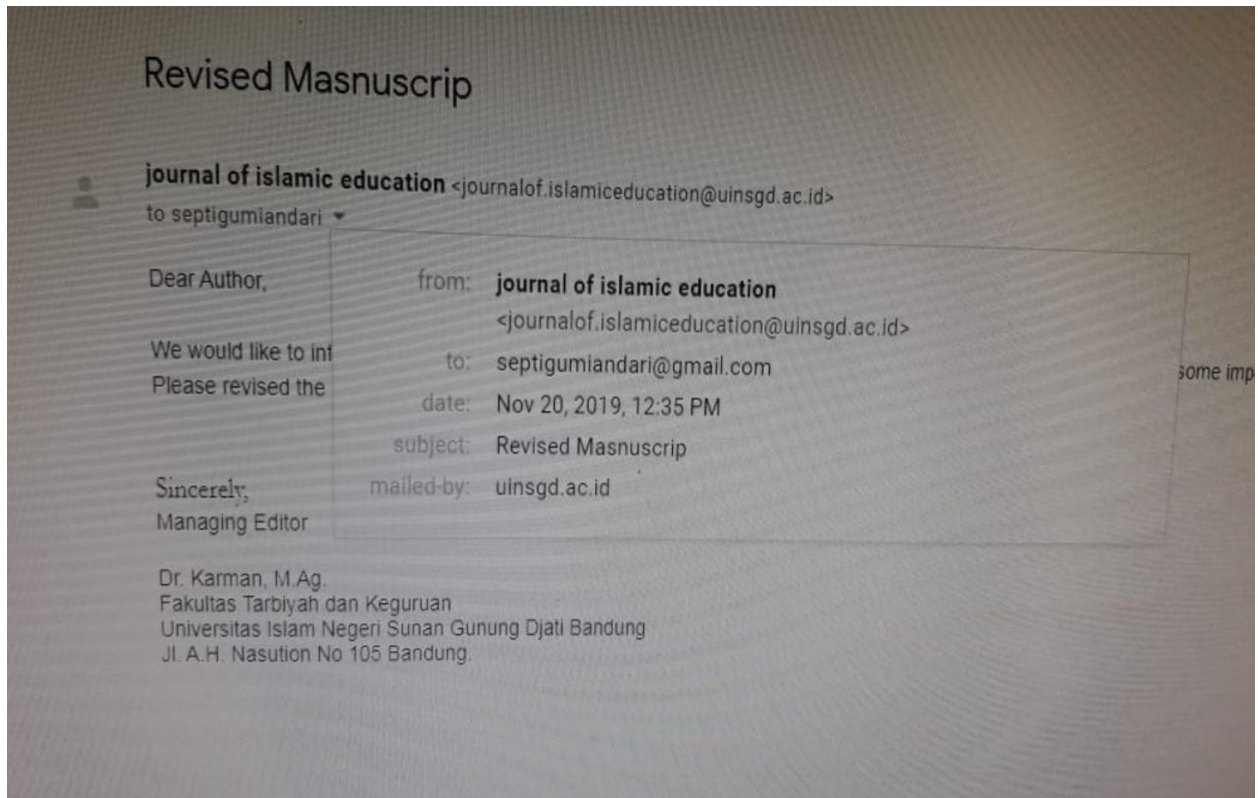 Revised Masnuscrip
journal of islamic education <journalof.islamiceducation@uinsgd.ac.id>
to septigumiandari
Dear Author,
We would like to inf
Please revised the
from: journal of islamic education
<journalof.islamiceducation@uinsgd.ac.id>
to: septigumiandari@gmail.com
date: Nov 20, 2019, 12:35 PM
subject: Revised Masnuscrip
mailed-by: uinsgd.ac.id
some imp
Sincerely,
Managing Editor
Dr. Karman, M.Ag.
Fakultas Tarbiyah dan Keguruan
Universitas Islam Negeri Sunan Gunung Djati Bandung
Jl. A.H. Nasution No 105 Bandung.